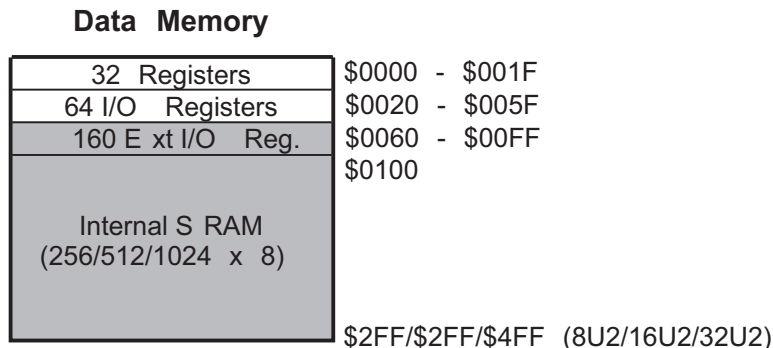 Data Memory
32 Registers $0000 - $001F
64 I/O Registers $0020 - $005F
160 E xt I/O Reg. $0060 - $00FF
$0100
Internal S RAM
(256/512/1024 x 8)
$2FF/$2FF/$4FF (8U2/16U2/32U2)